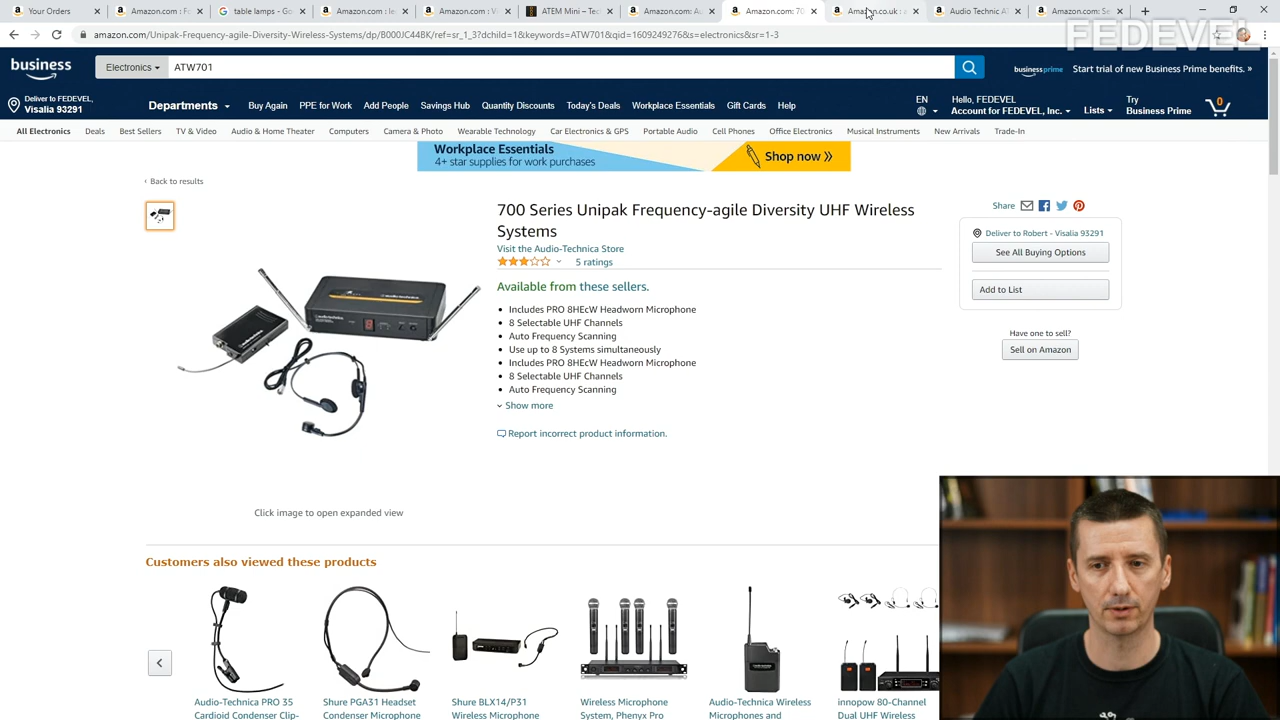 Your Orders
Amazon.com : Fo
table lamps - Go
Amazon.com : le
Amazon.com : V
ATEM Mini – Tec
Amazon.com: Au
Amazon.com: 70
Amazon.co.uk :
Audio Technic AT
Amazon.com : Se
FEDEVEL
amazon.com/Unipak-Frequency-agile-Diversity-Wireless-Systems/dp/B000JC44BK/ref=sr_1_3?dchild=1&keywords=ATW701&qid=1609249276&s=electronics&sr=1-3
business
Electronics
ATW701
business prime
Start trial of new Business Prime benefits. »
Deliver to FEDEVEL,
Visalia 93291
Departments
Buy Again
PPE for Work
Add People
Savings Hub
Quantity Discounts
Today's Deals
Workplace Essentials
Gift Cards
Help
EN
Hello, FEDEVEL
Account for FEDEVEL, Inc.
Lists
Try
Business Prime
0
All Electronics
Deals
Best Sellers
TV & Video
Audio & Home Theater
Computers
Camera & Photo
Wearable Technology
Car Electronics & GPS
Portable Audio
Cell Phones
Office Electronics
Musical Instruments
New Arrivals
Trade-In
Workplace Essentials
4+ star supplies for work purchases
Shop now »
‹ Back to results
700 Series Unipak Frequency-agile Diversity UHF Wireless
Systems
Visit the Audio-Technica Store
5 ratings
Available from these sellers.
• Includes PRO 8HEcW Headworn Microphone
• 8 Selectable UHF Channels
• Auto Frequency Scanning
• Use up to 8 Systems simultaneously
• Includes PRO 8HEcW Headworn Microphone
• 8 Selectable UHF Channels
• Auto Frequency Scanning
Show more
Report incorrect product information.
Share
Deliver to Robert - Visalia 93291
See All Buying Options
Add to List
Have one to sell?
Sell on Amazon
audio-technica
Click image to open expanded view
Customers also viewed these products
Audio-Technica PRO 35
Cardioid Condenser Clip-
Shure PGA31 Headset
Condenser Microphone
Shure BLX14/P31
Wireless Microphone
Wireless Microphone
System, Phenyx Pro
Audio-Technica Wireless
Microphones and
innopow 80-Channel
Dual UHF Wireless